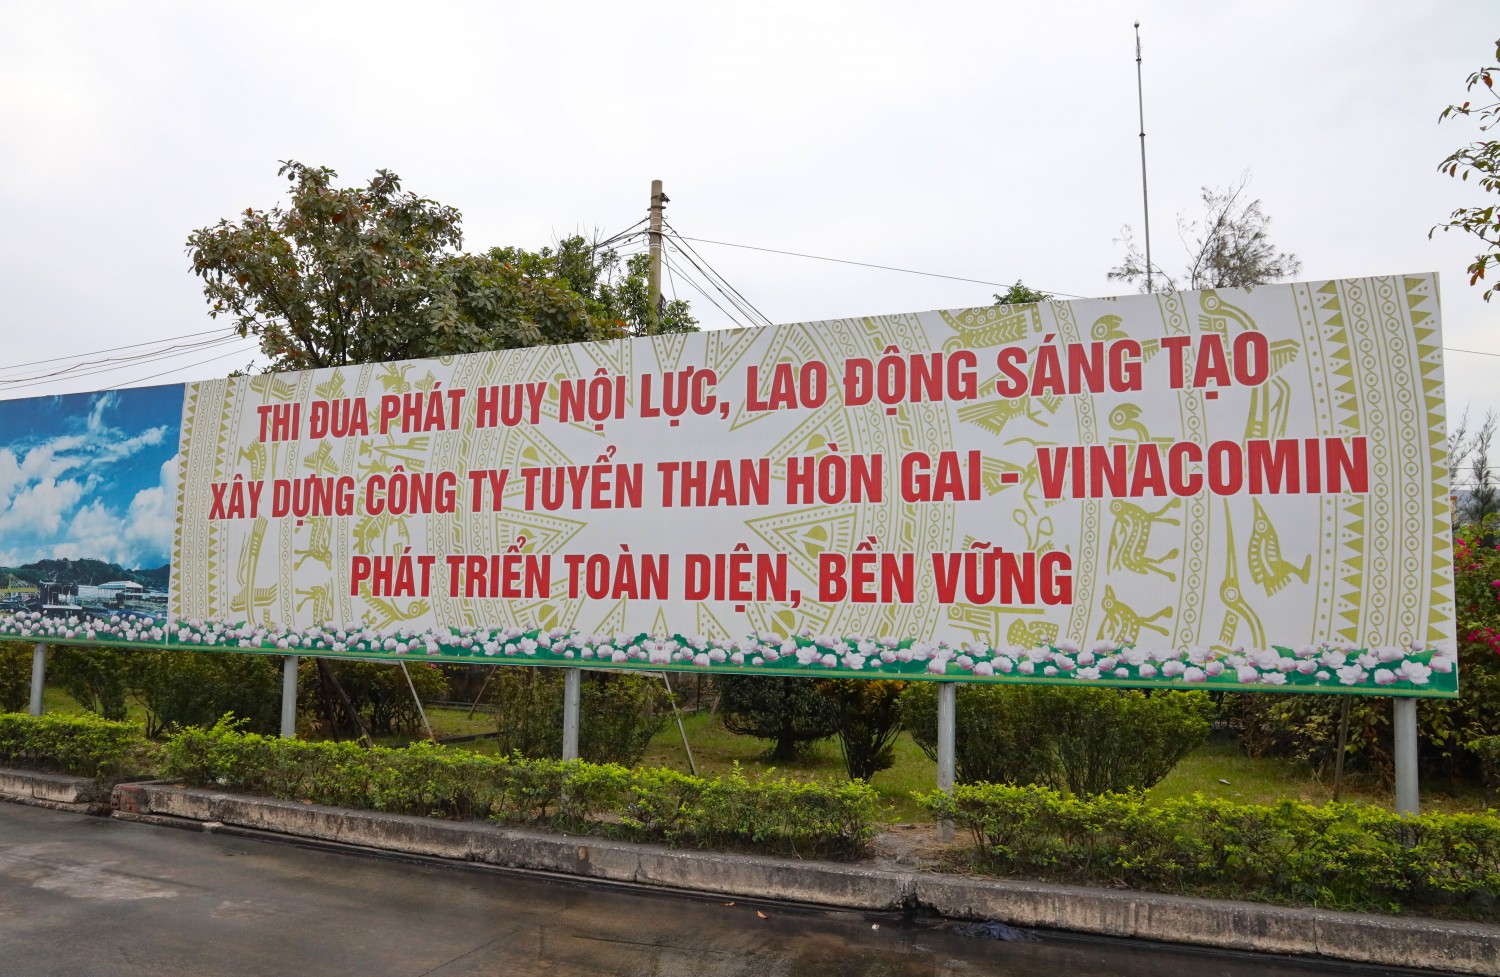 THI ĐUA PHÁT HUY NỘI LỰC, LAO ĐỘNG SÁNG TẠO
XÂY DỰNG CÔNG TY TUYỂN THAN HÒN GAI - VINACOMIN
PHÁT TRIỂN TOÀN DIỆN, BỀN VỮNG